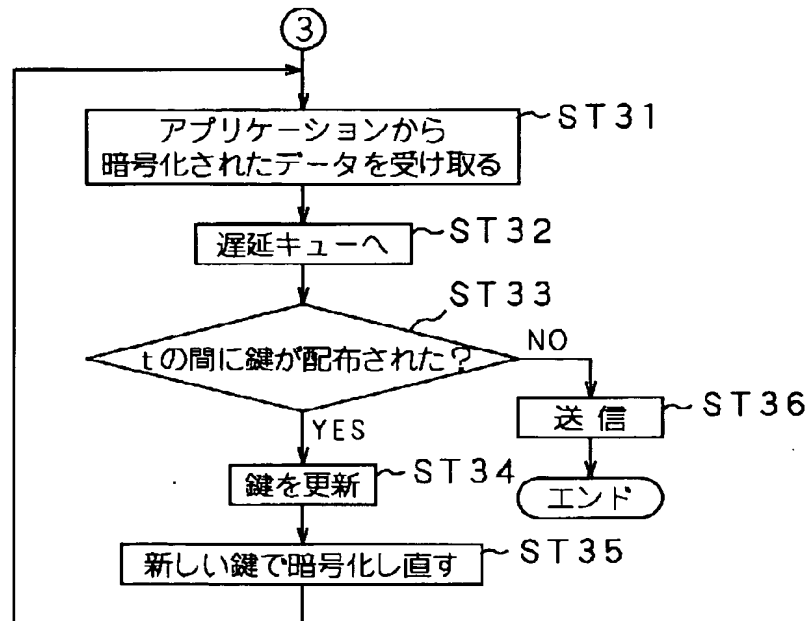 ③
アプリケーションから
暗号化されたデータを受け取る
ST31
遅延キューへ
ST32
ST33
tの間に鍵が配布された?
NO
YES
送信
ST36
鍵を更新
ST34
エンド
新しい鍵で暗号化し直す
ST35